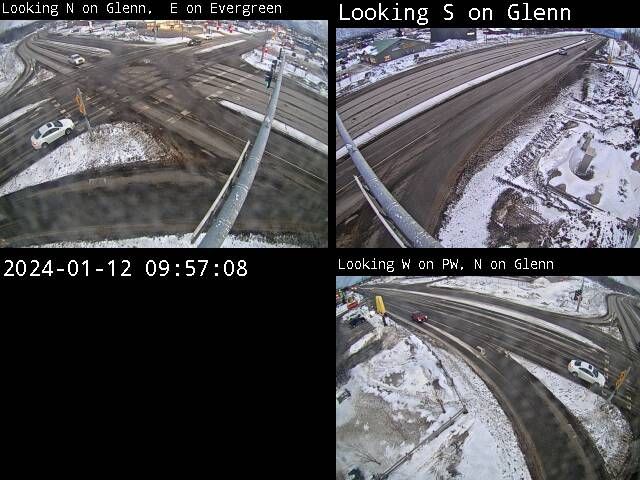 Looking N on Glenn,  E on Evergreen
Looking S on Glenn
2024-01-12 09:57:08
Looking W on PW, N on Glenn